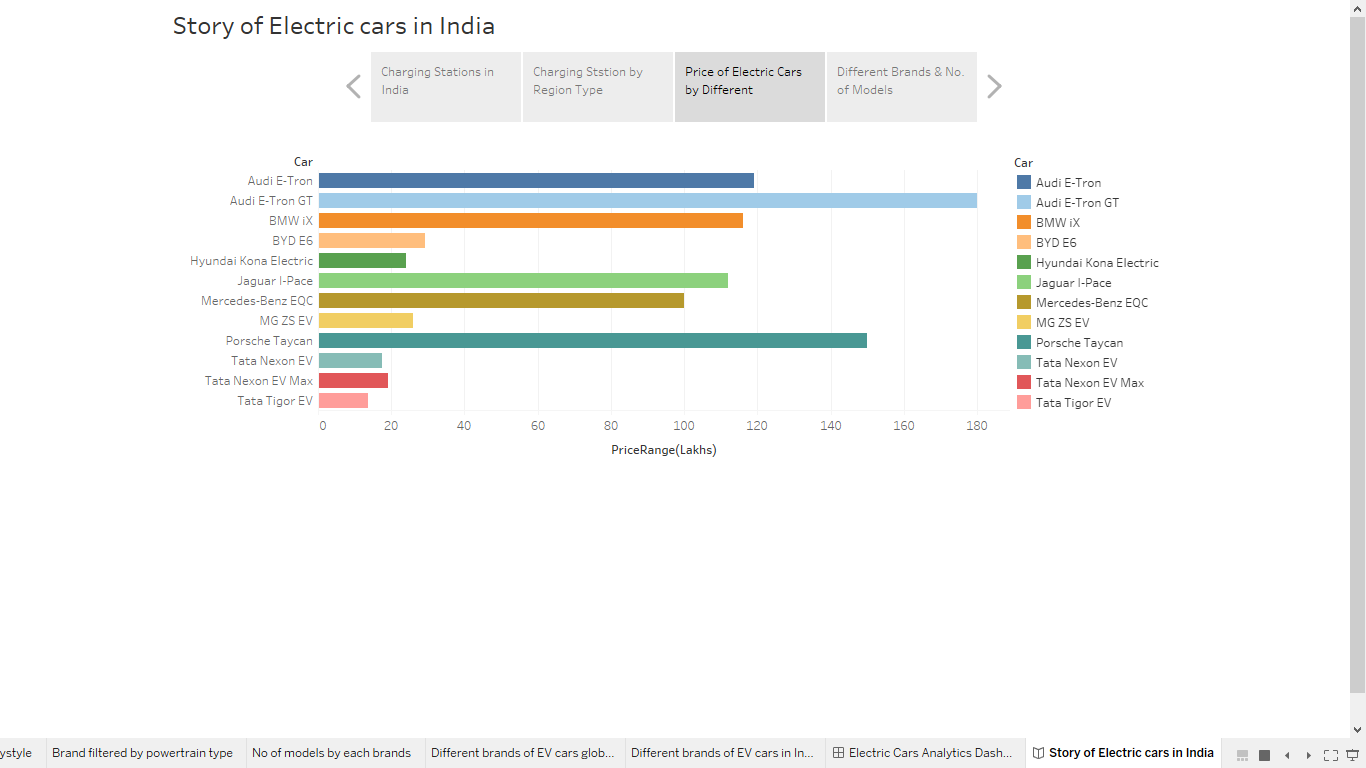 Story of Electric cars in India
Charging Stations in
India
Charging Ststion by
Region Type
Price of Electric Cars
by Different
Different Brands & No.
of Models
Car
Audi E-Tron
Audi E-Tron GT
BMW iX
BYD E6
Hyundai Kona Electric
Jaguar I-Pace
Mercedes-Benz EQC
MG ZS EV
Porsche Taycan
Tata Nexon EV
Tata Nexon EV Max
Tata Tigor EV
0 20 40 60 80 100 120 140 160 180
PriceRange(Lakhs)
Car
Audi E-Tron
Audi E-Tron GT
BMW iX
BYD E6
Hyundai Kona Electric
Jaguar I-Pace
Mercedes-Benz EQC
MG ZS EV
Porsche Taycan
Tata Nexon EV
Tata Nexon EV Max
Tata Tigor EV
ystyle Brand filtered by powertrain type No of models by each brands Different brands of EV cars glob... Different brands of EV cars in In... Electric Cars Analytics Dash... Story of Electric cars in India